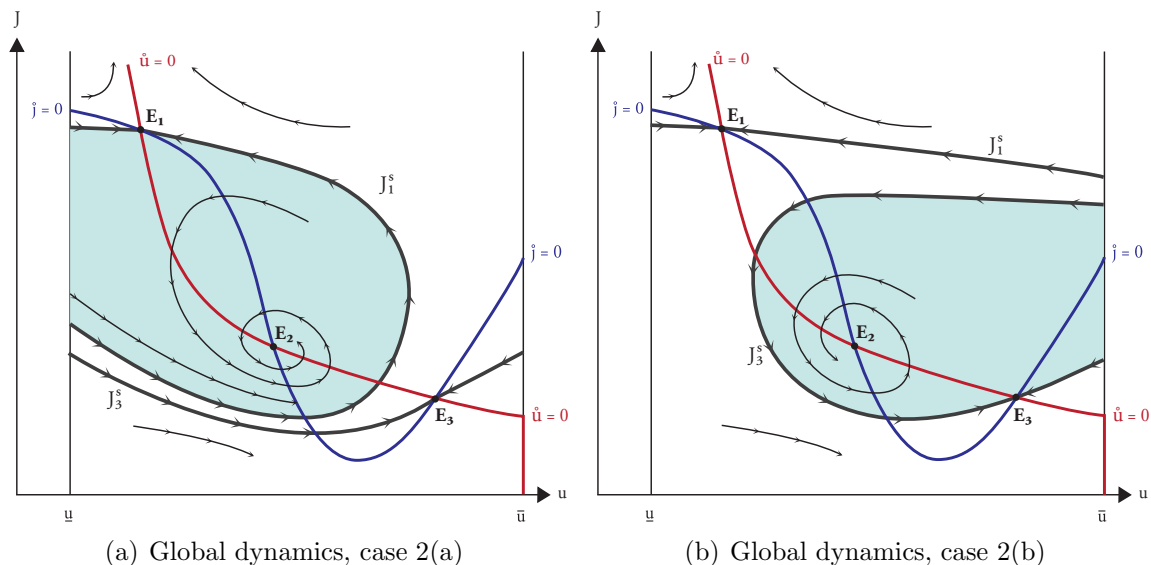 J
J
ů = 0
ů = 0
j̊ = 0
j̊ = 0
E₁
E₁
J₁ˢ
J₁ˢ
j̊ = 0
j̊ = 0
E₂
E₂
J₃ˢ
J₃ˢ
E₃
E₃
ů = 0
ů = 0
u
u
u̲
ū
u̲
ū
(a) Global dynamics, case 2(a)
(b) Global dynamics, case 2(b)